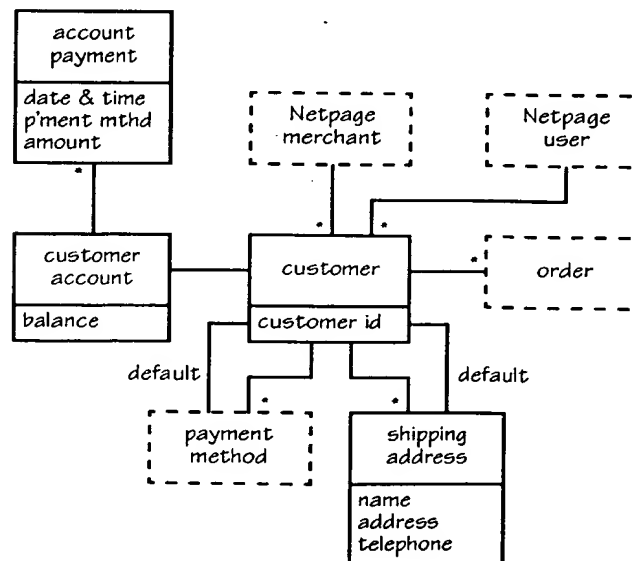 account
payment
date & time
p'ment mthd
amount
*
Netpage
merchant
*
Netpage
user
*
customer
account
balance
customer
customer id
*
order
default
*
payment
method
*
default
shipping
address
name
address
telephone